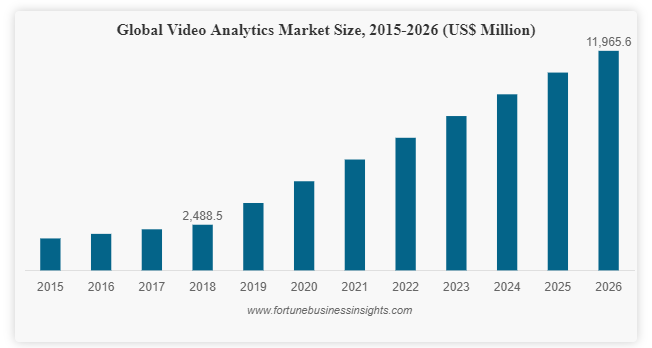 Global Video Analytics Market Size, 2015-2026 (US$ Million)
11,965.6
2,488.5
2015 2016 2017 2018 2019 2020 2021 2022 2023 2024 2025 2026
www.fortunebusinessinsights.com